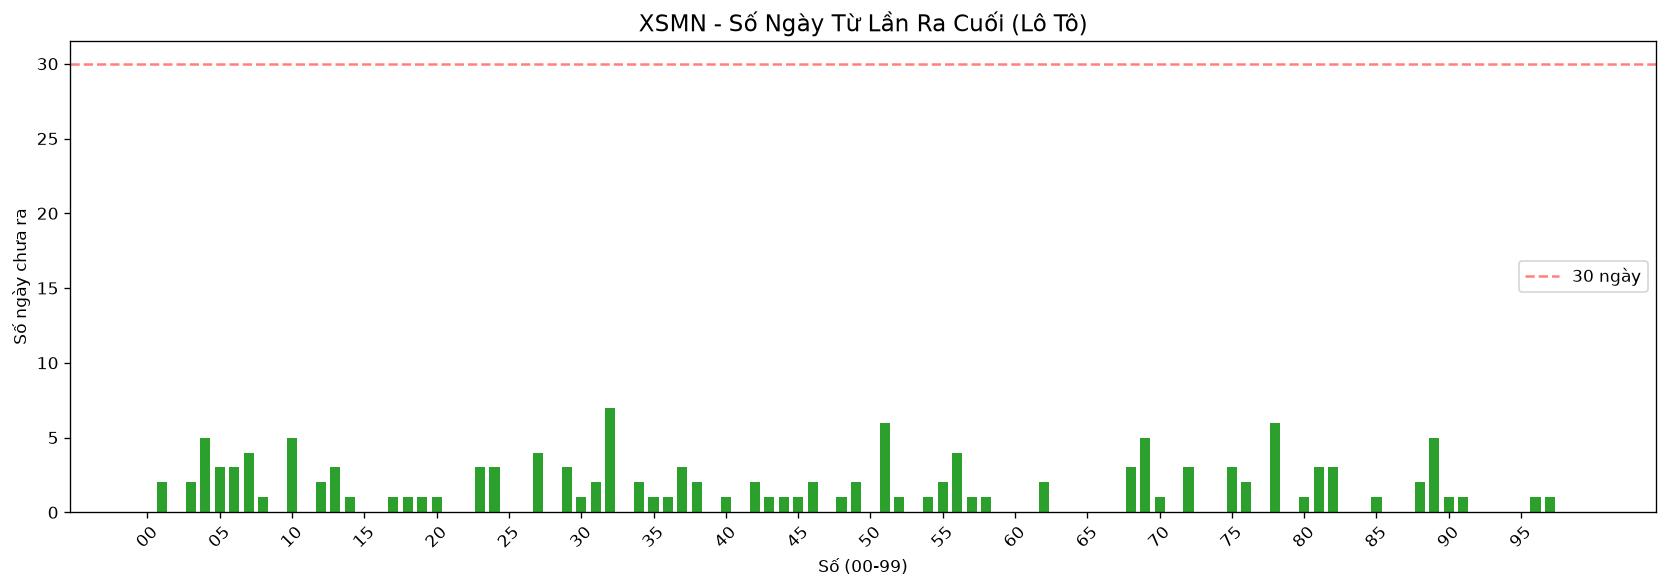 XSMN - Số Ngày Từ Lần Ra Cuối (Lô Tô)
Số ngày chưa ra
30
25
20
15
10
5
0
30 ngày
00 05 10 15 20 25 30 35 40 45 50 55 60 65 70 75 80 85 90 95
Số (00-99)